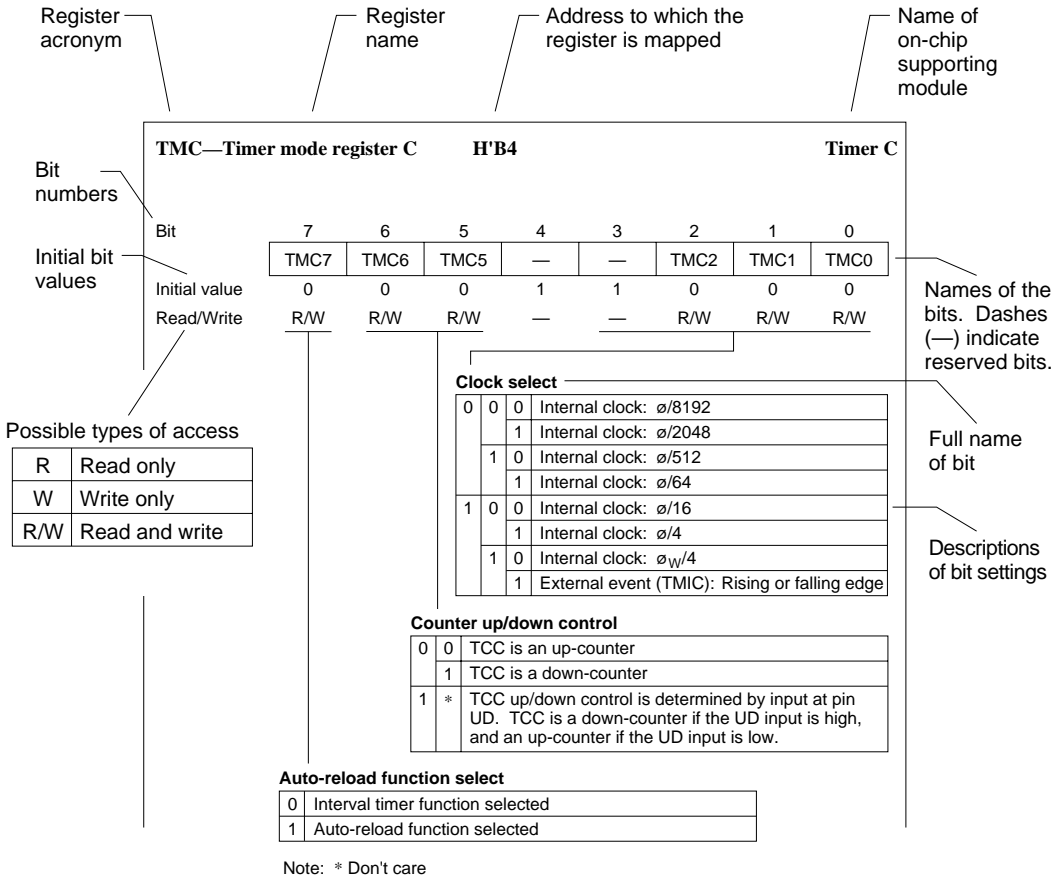 Register
acronym
Register
name
Address to which the
register is mapped
Name of
on-chip
supporting
module
TMC—Timer mode register C H'B4 Timer C
Bit
numbers
Bit 7 6 5 4 3 2 1 0
TMC7 TMC6 TMC5 — — TMC2 TMC1 TMC0
Initial bit
values
Initial value 0 0 0 1 1 0 0 0
Read/Write R/W R/W R/W — — R/W R/W R/W
Names of the
bits. Dashes
(—) indicate
reserved bits.
Possible types of access
R Read only
W Write only
R/W Read and write
Clock select
0 0 0 Internal clock: ø/8192
1 Internal clock: ø/2048
1 0 Internal clock: ø/512
1 Internal clock: ø/64
1 0 0 Internal clock: ø/16
1 Internal clock: ø/4
1 0 Internal clock: øW/4
1 External event (TMIC): Rising or falling edge
Full name
of bit
Descriptions
of bit settings
Counter up/down control
0 0 TCC is an up-counter
1 TCC is a down-counter
1 * TCC up/down control is determined by input at pin
UD. TCC is a down-counter if the UD input is high,
and an up-counter if the UD input is low.
Auto-reload function select
0 Interval timer function selected
1 Auto-reload function selected
Note: * Don't care